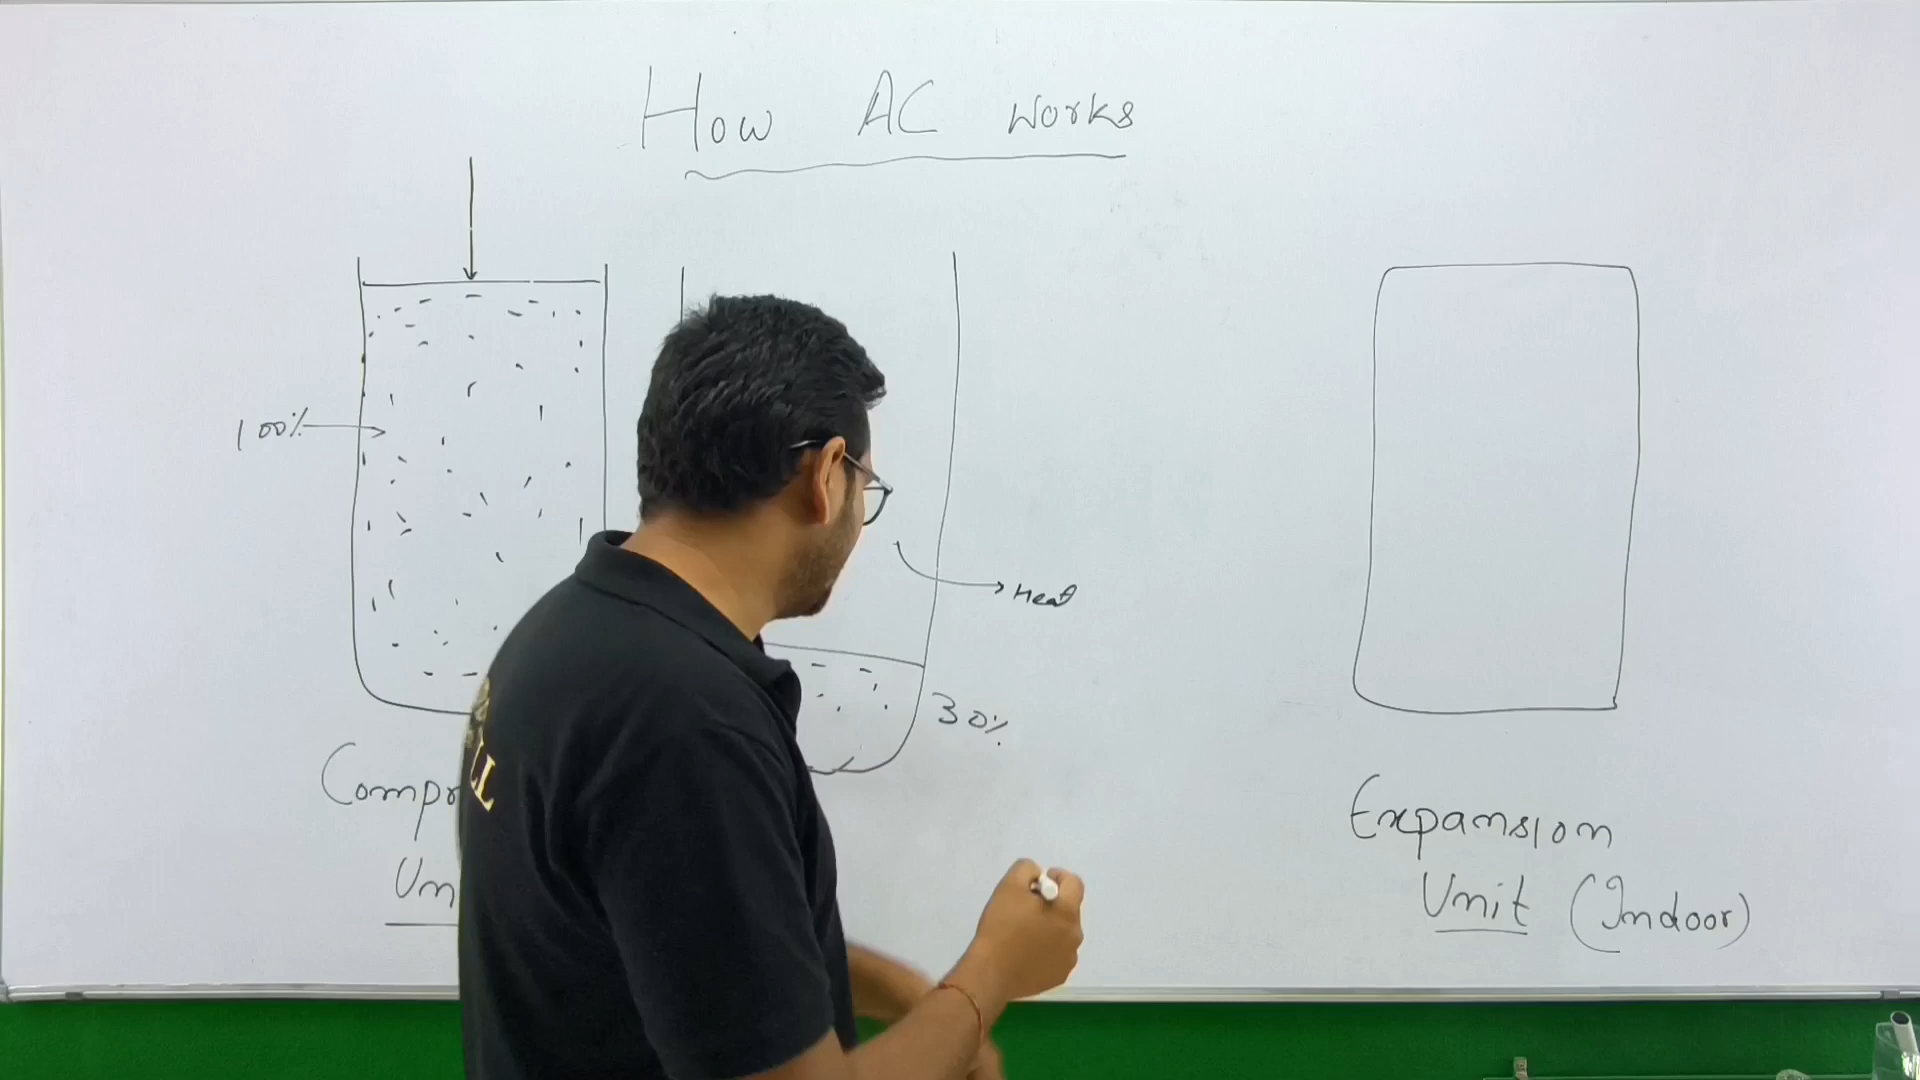 How AC Works
100%
Heat
30%
Expansion
Unit (Indoor)